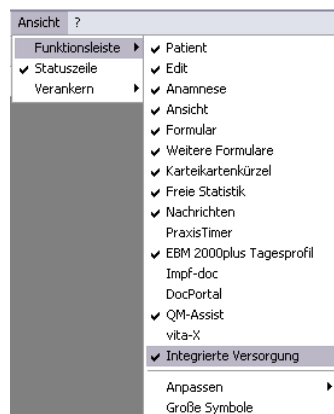 Ansicht ?
Funktionsleiste
Statuszeile
Verankern
Patient
Edit
Anamnese
Ansicht
Formular
Weitere Formulare
Karteikartenkürzel
Freie Statistik
Nachrichten
PraxisTimer
EBM 2000plus Tagesprofil
Impf-doc
DocPortal
QM-Assist
vita-X
Integrierte Versorgung
Anpassen
Große Symbole